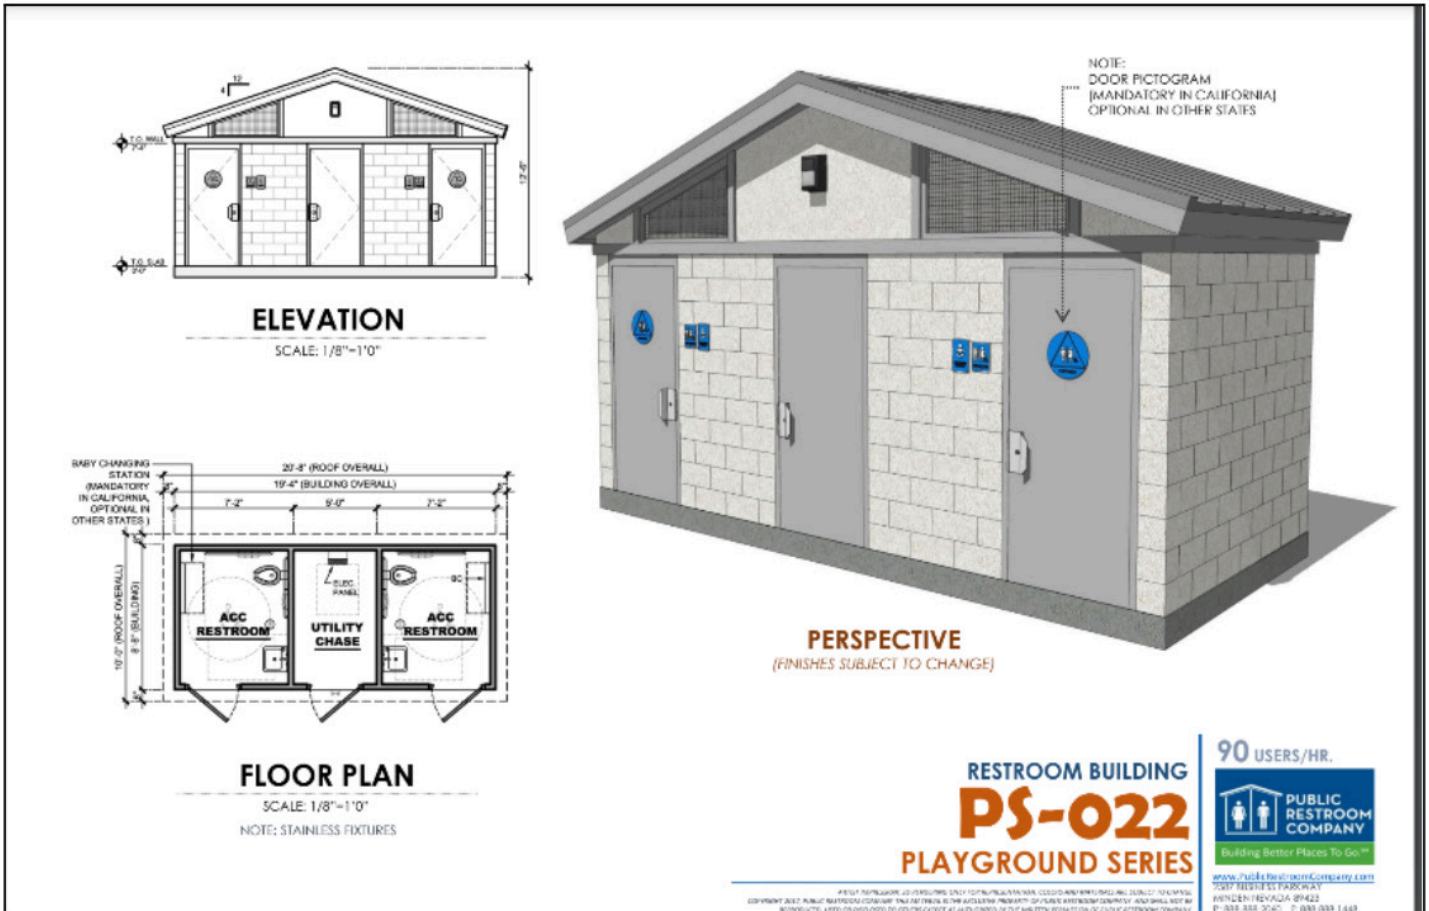 12
4
T.O. WALL
T.O. SLAB
0'-0"
ELEVATION
SCALE: 1/8"=1'0"
NOTE:
DOOR PICTOGRAM
(MANDATORY IN CALIFORNIA)
OPTIONAL IN OTHER STATES
BABY CHANGING
STATION
(MANDATORY
IN CALIFORNIA,
OPTIONAL IN
OTHER STATES )
20'-8" (ROOF OVERALL)
19'-4" (BUILDING OVERALL)
7'-2"
7'-2"
10'-0" (ROOF OVERALL)
8'-8" (BUILDING)
ELEC.
PANEL
BC
ACC
RESTROOM
UTILITY
CHASE
ACC
RESTROOM
FLOOR PLAN
SCALE: 1/8"=1'0"
NOTE: STAINLESS FIXTURES
PERSPECTIVE
(FINISHES SUBJECT TO CHANGE)
RESTROOM BUILDING
PS-022
PLAYGROUND SERIES
90 USERS/HR.
PUBLIC
RESTROOM
COMPANY
Building Better Places To Go.™
www.PublicRestroomCompany.com
BUSINESS PARKWAY
MINDEN NEVADA 89423